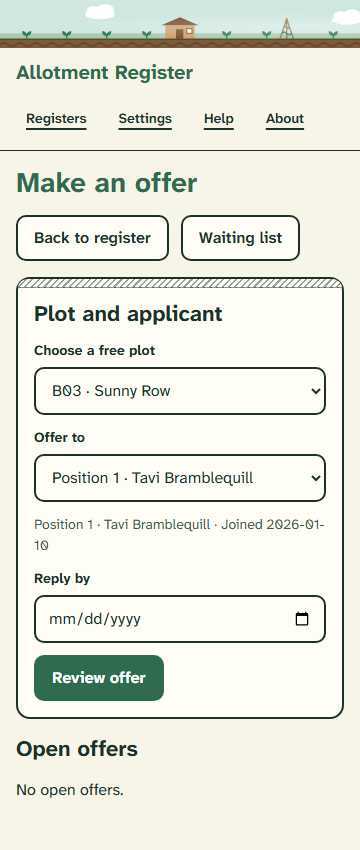 Allotment Register
Registers Settings Help About
Make an offer
Back to register Waiting list
Plot and applicant
Choose a free plot
B03 · Sunny Row
Offer to
Position 1 · Tavi Bramblequill
Position 1 · Tavi Bramblequill · Joined 2026-01-
10
Reply by
mm/dd/yyyy
Review offer
Open offers
No open offers.